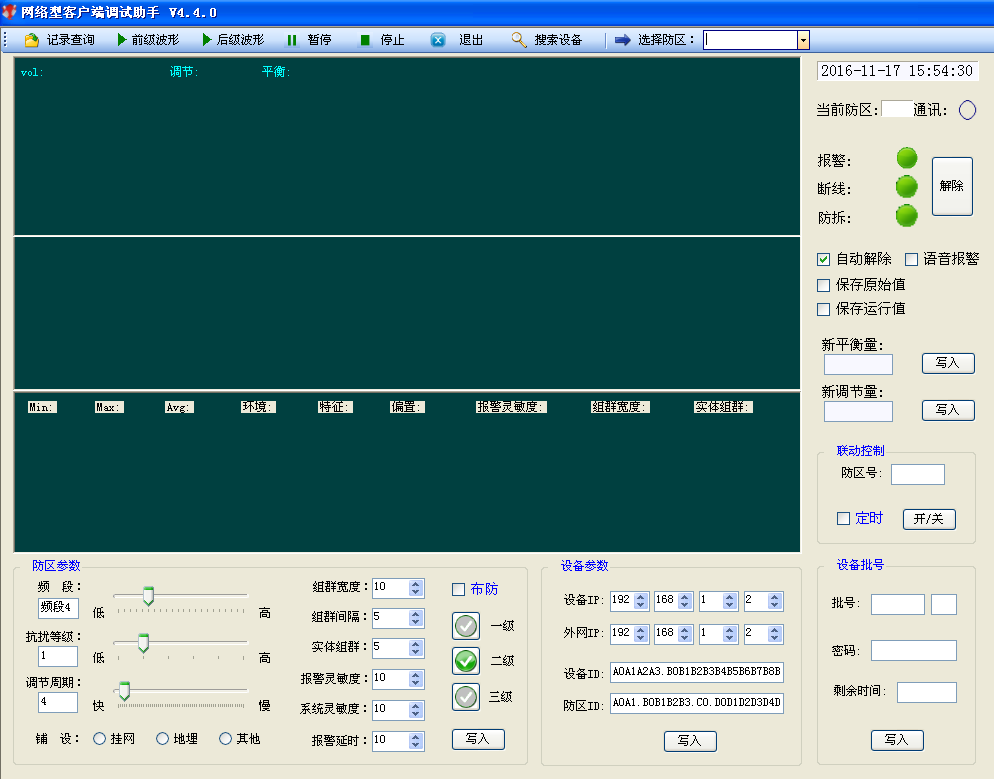 网络型客户端调试助手 V4.4.0
记录查询 前级波形 后级波形 暂停 停止 退出 搜索设备 选择防区:
vol: 调节: 平衡:
2016-11-17 15:54:30
当前防区: 通讯:
报警:
断线:
防拆:
解除
自动解除 语音报警
保存原始值
保存运行值
新平衡量:
写入
新调节量:
写入
Min: Max: Avg: 环境: 特征: 偏置: 报警灵敏度: 组群宽度: 实体组群:
联动控制
防区号:
定时 开/关
防区参数
频 段:
频段4 低 高
抗扰等级:
1 低 高
调节周期:
4 快 慢
铺 设: 挂网 地埋 其他
组群宽度: 10
组群间隔: 5
实体组群: 5
报警灵敏度: 10
系统灵敏度: 10
报警延时: 10
布防
一级
二级
三级
写入
设备参数
设备IP: 192 168 1 2
外网IP: 192 168 1 2
设备ID: A0A1A2A3.B0B1B2B3B4B5B6B7B8B
防区ID: A0A1.B0B1B2B3.C0.D0D1D2D3D4D
写入
设备批号
批号:
密码:
剩余时间:
写入